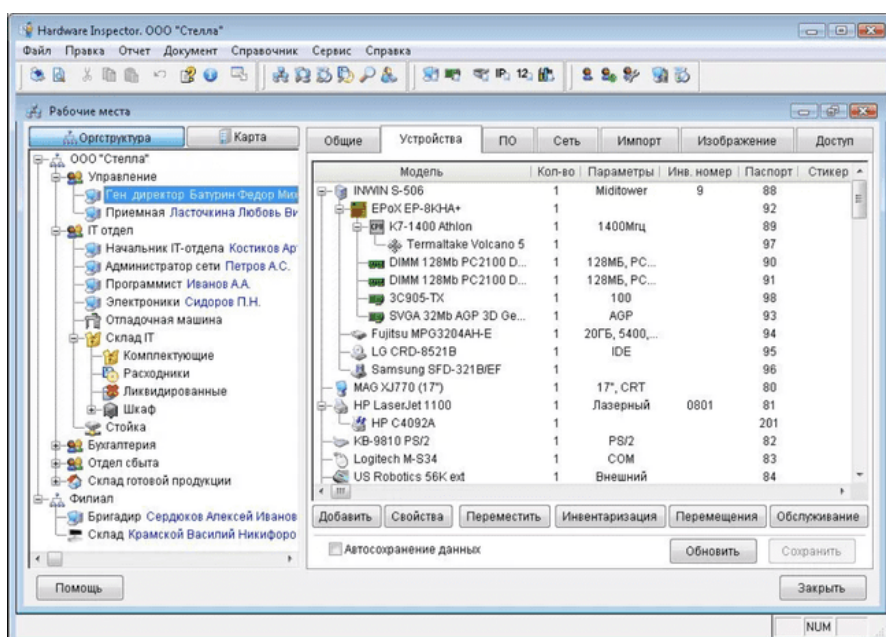 Hardware Inspector. ООО "Стелла"
Файл Правка Отчет Документ Справочник Сервис Справка
Рабочие места
Оргструктура Карта
Общие Устройства ПО Сеть Импорт Изображение Доступ
ООО "Стелла"
Управление
Ген. директор Батурин Федор Мих
Приемная Ласточкина Любовь Ви
IT отдел
Начальник IT-отдела Костиков Ар
Администратор сети Петров А.С.
Программист Иванов А.А.
Электроники Сидоров П.Н.
Отладочная машина
Склад IT
Комплектующие
Расходники
Ликвидированные
Шкаф
Стойка
Бухгалтерия
Отдел сбыта
Склад готовой продукции
Филиал
Бригадир Сердюков Алексей Иванов
Склад Крамской Василий Никифоро
Модель Кол-во Параметры Инв. номер Паспорт Стикер
INWIN S-506 1 Miditower 9 88
EPoX EP-8KHA+ 1 92
K7-1400 Athlon 1 1400Мгц 89
Termaltake Volcano 5 1 97
DIMM 128Mb PC2100 D... 1 128МБ, PC... 90
DIMM 128Mb PC2100 D... 1 128МБ, PC... 91
3C905-TX 1 100 98
SVGA 32Mb AGP 3D Ge... 1 AGP 93
Fujitsu MPG3204AH-E 1 20ГБ, 5400,... 94
LG CRD-8521B 1 IDE 95
Samsung SFD-321B/EF 1 96
MAG XJ770 (17") 1 17", CRT 80
HP LaserJet 1100 1 Лазерный 0801 81
HP C4092A 1 201
KB-9810 PS/2 1 PS/2 82
Logitech M-S34 1 COM 83
US Robotics 56K ext 1 Внешний 84
Добавить Свойства Переместить Инвентаризация Перемещения Обслуживание
Автосохранение данных Обновить Сохранить
Помощь Закрыть
NUM